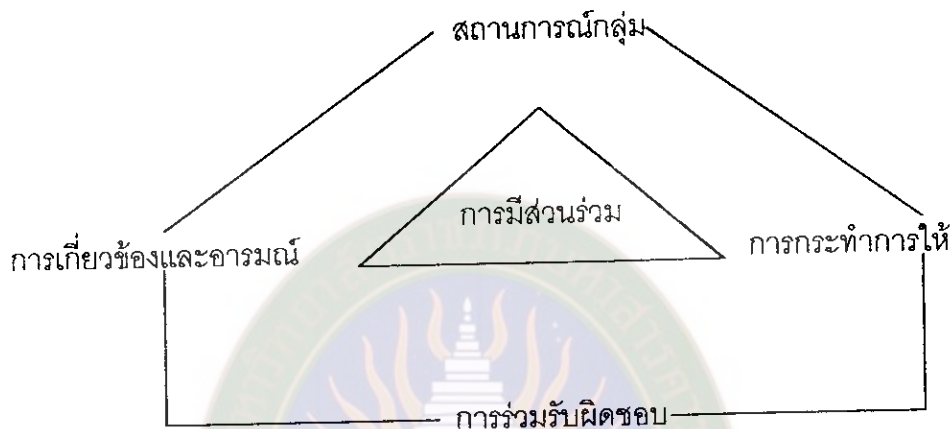 สถานการณ์กลุ่ม
การมีส่วนร่วม
การเกี่ยวข้องและอารมณ์
การกระทำการให้
การร่วมรับผิดชอบ